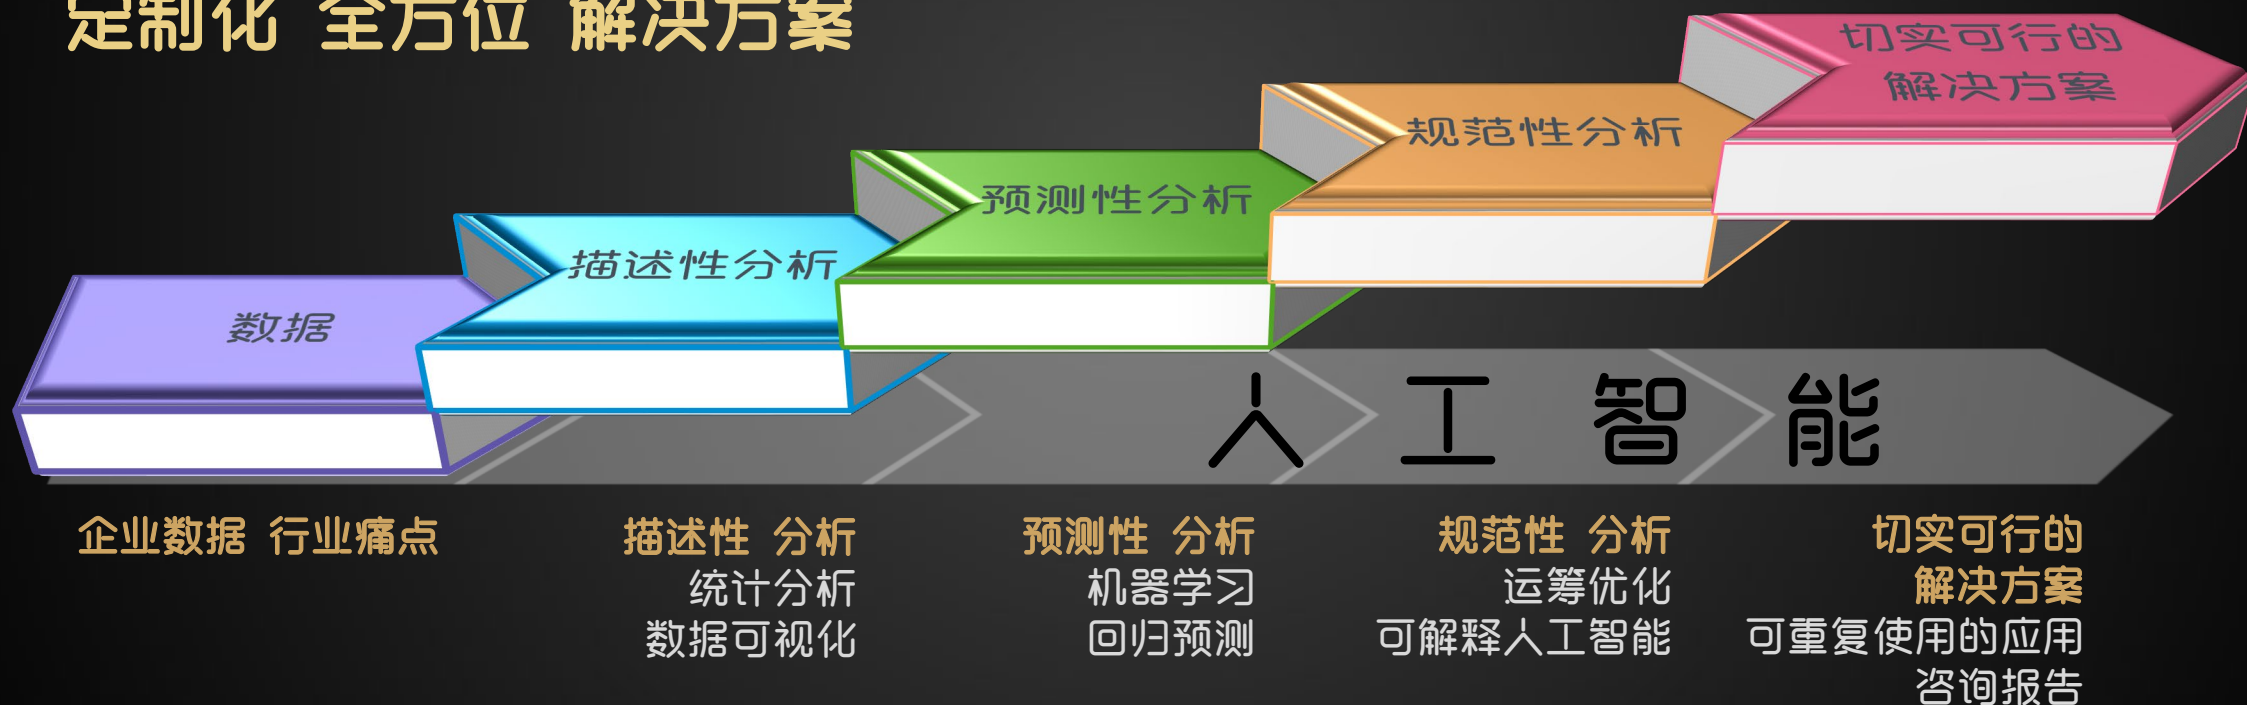 定制化 全方位 解决方案
切实可行的
解决方案
规范性分析
预测性分析
描述性分析
数据
人工智能
企业数据 行业痛点
描述性 分析
统计分析
数据可视化
预测性 分析
机器学习
回归预测
规范性 分析
运筹优化
可解释人工智能
切实可行的
解决方案
可重复使用的应用
咨询报告